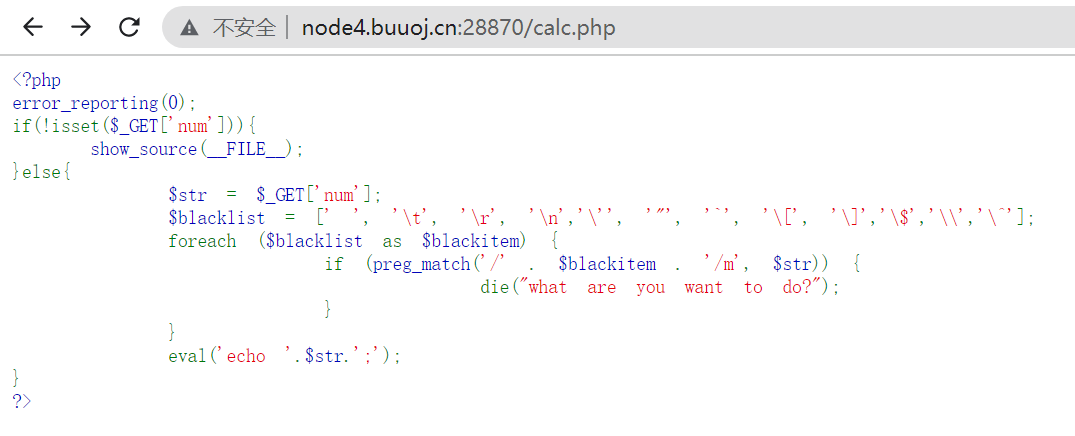 不安全 | node4.buuoj.cn:28870/calc.php
<?php
error_reporting(0);
if(!isset($_GET['num'])){
show_source(__FILE__);
}else{
$str = $_GET['num'];
$blacklist = [' ', '\t', '\r', '\n','\'', '"', '`', '\[', '\]','\$','\\','\^'];
foreach ($blacklist as $blackitem) {
if (preg_match('/' . $blackitem . '/m', $str)) {
die("what are you want to do?");
}
}
eval('echo '.$str.';');
}
?>